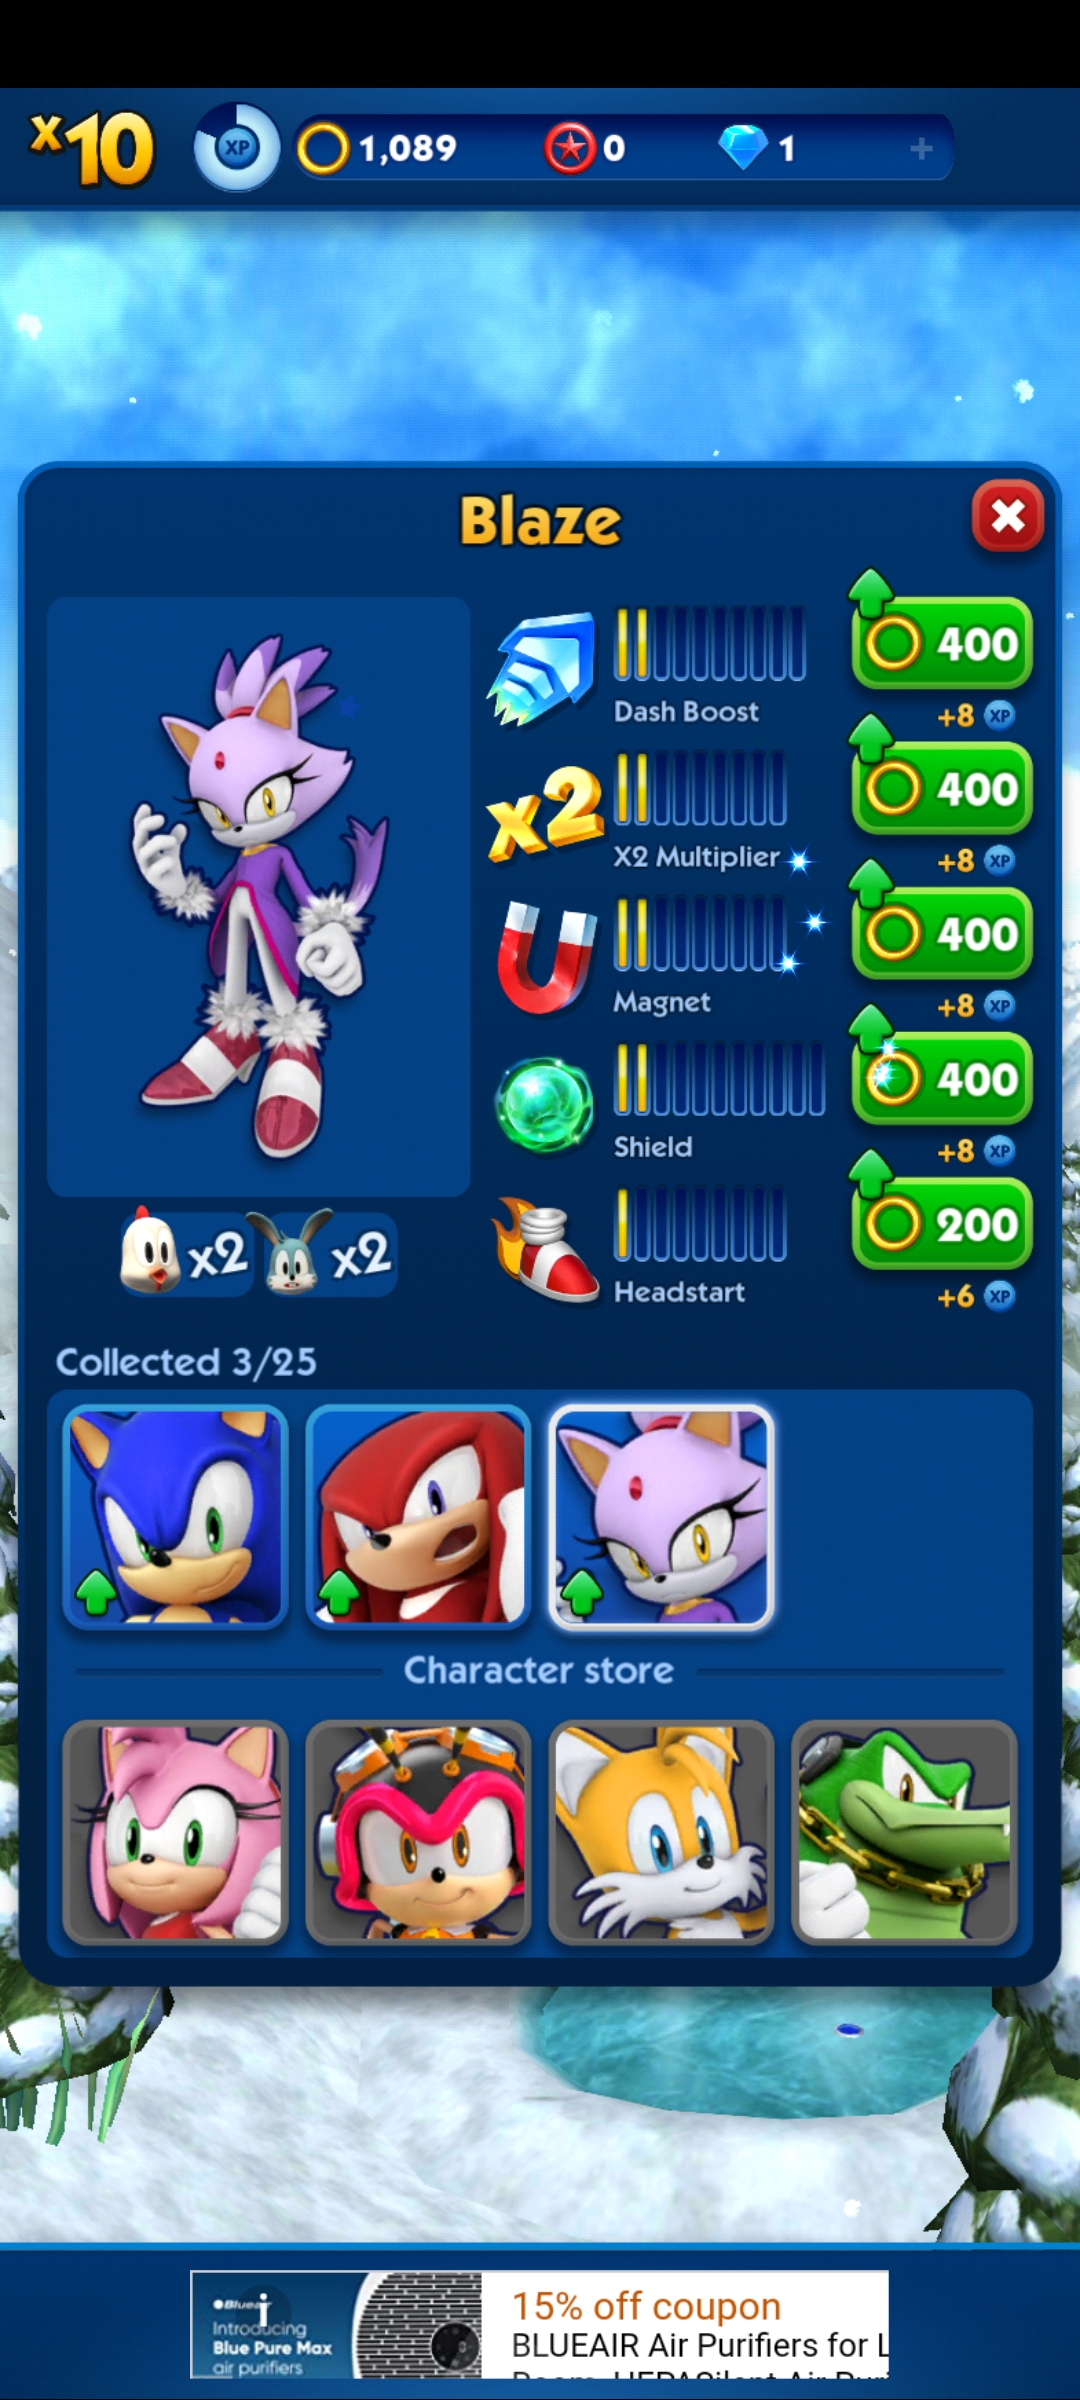 x10
XP
1,089
0
1
+
Blaze
Dash Boost
400
+8 XP
x2
X2 Multiplier
400
+8 XP
Magnet
400
+8 XP
Shield
400
+8 XP
x2 x2
Headstart
200
+6 XP
Collected 3/25
Character store
Introducing
Blue Pure Max
air purifiers
15% off coupon
BLUEAIR Air Purifiers for L